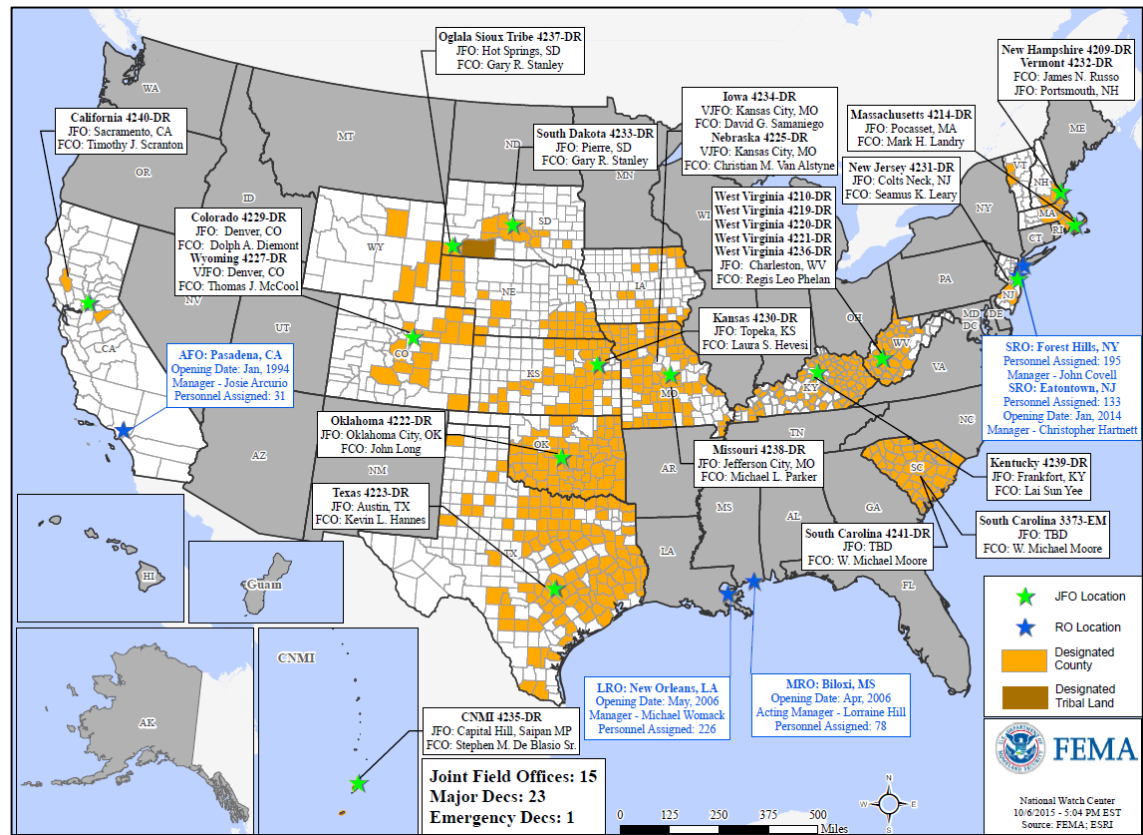 Oglala Sioux Tribe 4237-DR
JFO: Hot Springs, SD
FCO: Gary R. Stanley
New Hampshire 4209-DR
Vermont 4232-DR
FCO: James N. Russo
JFO: Portsmouth, NH
California 4240-DR
JFO: Sacramento, CA
FCO: Timothy J. Scranton
South Dakota 4233-DR
JFO: Pierre, SD
FCO: Gary R. Stanley
Iowa 4234-DR
VJFO: Kansas City, MO
FCO: David G. Samaniego
Nebraska 4225-DR
VJFO: Kansas City, MO
FCO: Christian M. Van Alstyne
Massachusetts 4214-DR
JFO: Pocasset, MA
FCO: Mark H. Landry
New Jersey 4231-DR
JFO: Colts Neck, NJ
FCO: Seamus K. Leary
Colorado 4229-DR
JFO: Denver, CO
FCO: Dolph A. Diemont
Wyoming 4227-DR
VJFO: Denver, CO
FCO: Thomas J. McCool
West Virginia 4210-DR
West Virginia 4219-DR
West Virginia 4220-DR
West Virginia 4221-DR
West Virginia 4236-DR
JFO: Charleston, WV
FCO: Regis Leo Phelan
Kansas 4230-DR
JFO: Topeka, KS
FCO: Laura S. Hevesi
AFO: Pasadena, CA
Opening Date: Jan, 1994
Manager - Josie Arcurio
Personnel Assigned: 31
SRO: Forest Hills, NY
Personnel Assigned: 195
Manager - John Covell
SRO: Eatontown, NJ
Personnel Assigned: 133
Opening Date: Jan, 2014
Manager - Christopher Hartnett
Oklahoma 4222-DR
JFO: Oklahoma City, OK
FCO: John Long
Missouri 4238-DR
JFO: Jefferson City, MO
FCO: Michael L. Parker
Kentucky 4239-DR
JFO: Frankfort, KY
FCO: Lai Sun Yee
Texas 4223-DR
JFO: Austin, TX
FCO: Kevin L. Hannes
South Carolina 3373-EM
JFO: TBD
FCO: W. Michael Moore
South Carolina 4241-DR
JFO: TBD
FCO: W. Michael Moore
LRO: New Orleans, LA
Opening Date: May, 2006
Manager - Michael Womack
Personnel Assigned: 226
MRO: Biloxi, MS
Opening Date: Apr, 2006
Acting Manager - Lorraine Hill
Personnel Assigned: 78
CNMI 4235-DR
JFO: Capital Hill, Saipan MP
FCO: Stephen M. De Blasio Sr.
WA
OR
ID
MT
ND
MN
WI
SD
WY
NE
IA
NV
UT
CO
KS
MO
CA
AZ
NM
OK
AR
TX
LA
MS
AL
GA
FL
TN
KY
SC
NC
VA
WV
OH
PA
MD
DC
DE
NJ
NY
CT
RI
MA
NH
VT
ME
HI
Guam
AK
CNMI
JFO Location
RO Location
Designated
County
Designated
Tribal Land
FEMA
National Watch Center
10/6/2015 - 5:04 PM EST
Source: FEMA; ESRI
Joint Field Offices: 15
Major Decs: 23
Emergency Decs: 1
0 125 250 375 500
Miles
N
W
E
S